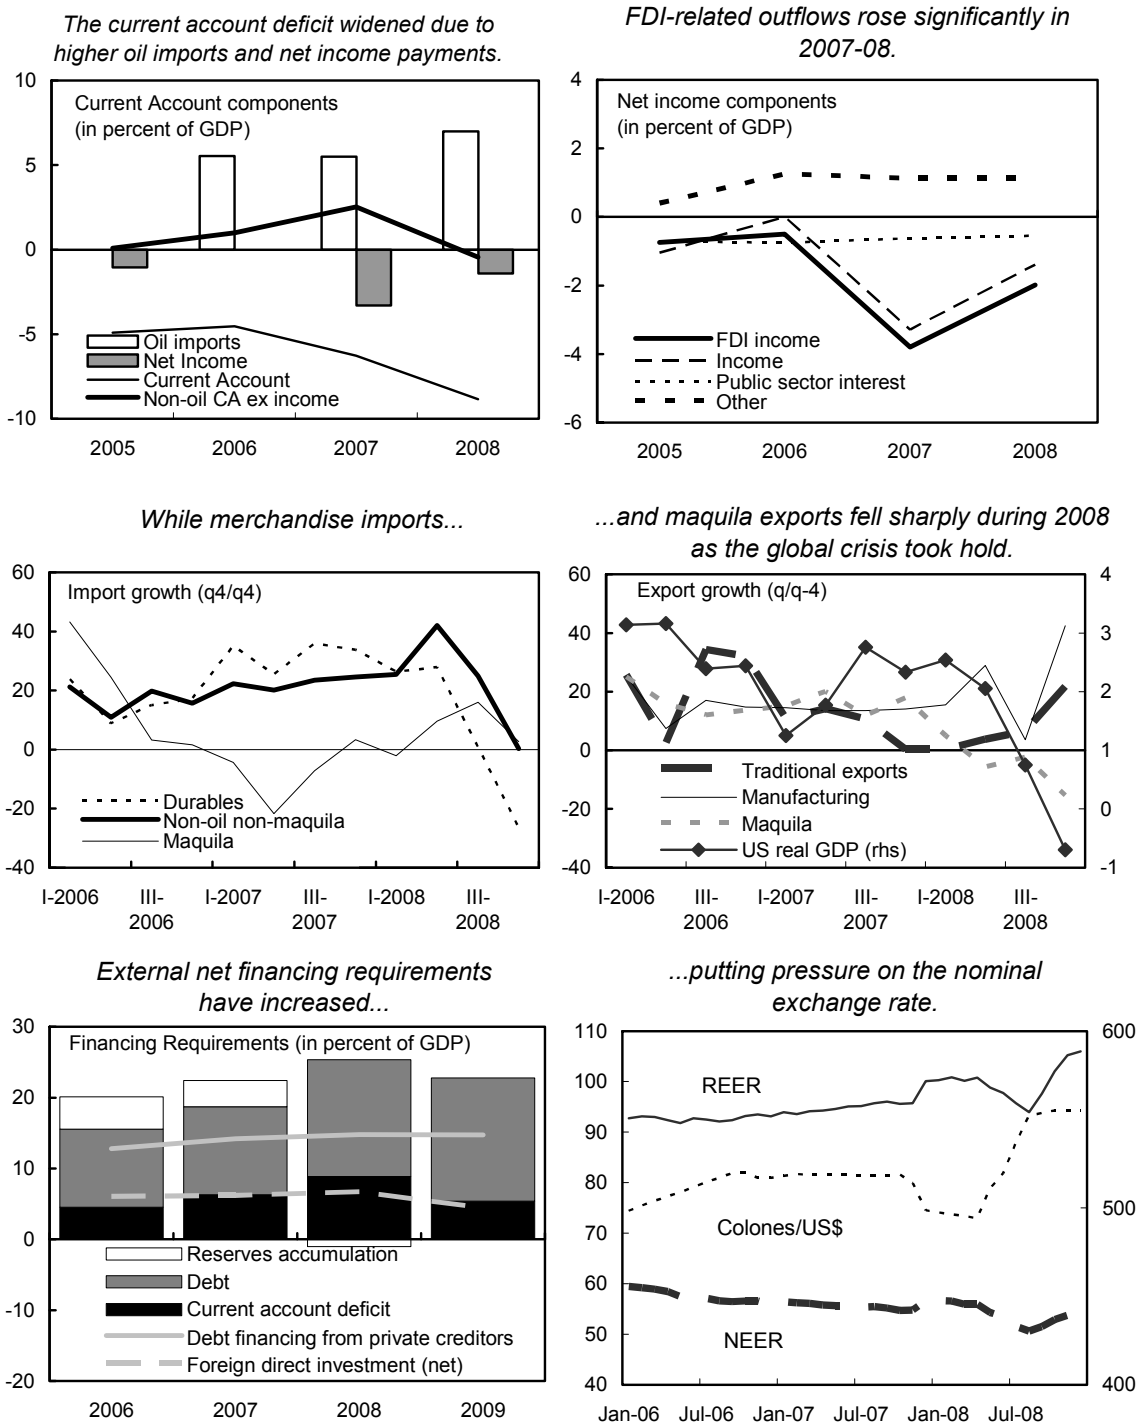 The current account deficit widened due to
higher oil imports and net income payments.
10
5
0
-5
-10
Current Account components
(in percent of GDP)
Oil imports
Net Income
Current Account
Non-oil CA ex income
2005 2006 2007 2008
FDI-related outflows rose significantly in
2007-08.
4
2
0
-2
-4
-6
Net income components
(in percent of GDP)
FDI income
Income
Public sector interest
Other
2005 2006 2007 2008
While merchandise imports...
60
40
20
0
-20
-40
Import growth (q4/q4)
Durables
Non-oil non-maquila
Maquila
I-2006 III- I-2007 III- I-2008 III-
2006 2007 2008
...and maquila exports fell sharply during 2008
as the global crisis took hold.
60
40
20
0
-20
-40
Export growth (q/q-4)
Traditional exports
Manufacturing
Maquila
US real GDP (rhs)
4
3
2
1
0
-1
I-2006 III- I-2007 III- I-2008 III-
2006 2007 2008
External net financing requirements
have increased...
30
20
10
0
-10
-20
Financing Requirements (in percent of GDP)
Reserves accumulation
Debt
Current account deficit
Debt financing from private creditors
Foreign direct investment (net)
2006 2007 2008 2009
...putting pressure on the nominal
exchange rate.
110
100
90
80
70
60
50
40
REER
Colones/US$
NEER
600
500
400
Jan-06 Jul-06 Jan-07 Jul-07 Jan-08 Jul-08